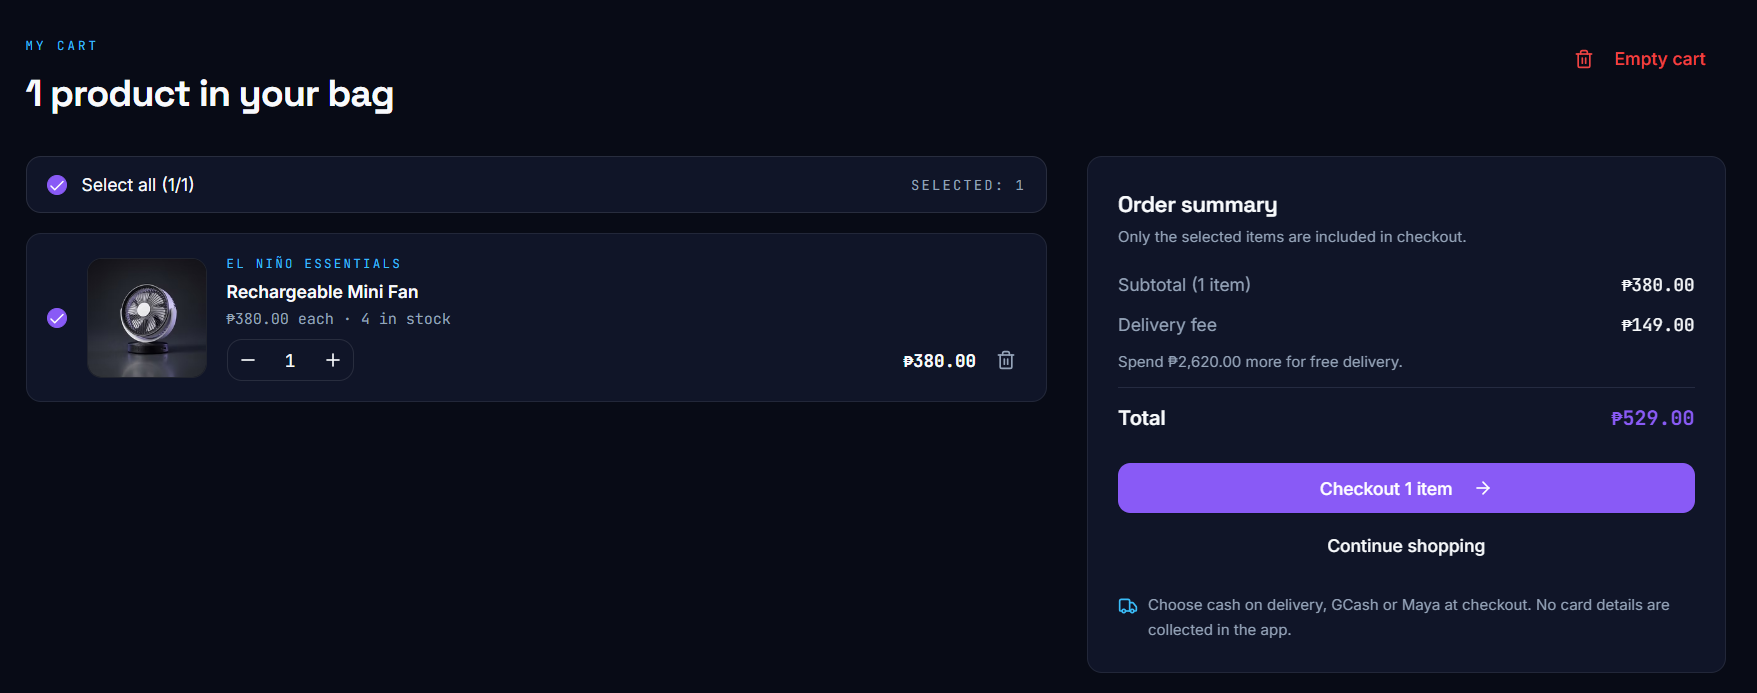 MY CART
1 product in your bag
Empty cart
Select all (1/1)
SELECTED: 1
EL NIÑO ESSENTIALS
Rechargeable Mini Fan
₱380.00 each · 4 in stock
1
₱380.00
Order summary
Only the selected items are included in checkout.
Subtotal (1 item)
₱380.00
Delivery fee
₱149.00
Spend ₱2,620.00 more for free delivery.
Total
₱529.00
Checkout 1 item →
Continue shopping
Choose cash on delivery, GCash or Maya at checkout. No card details are
collected in the app.